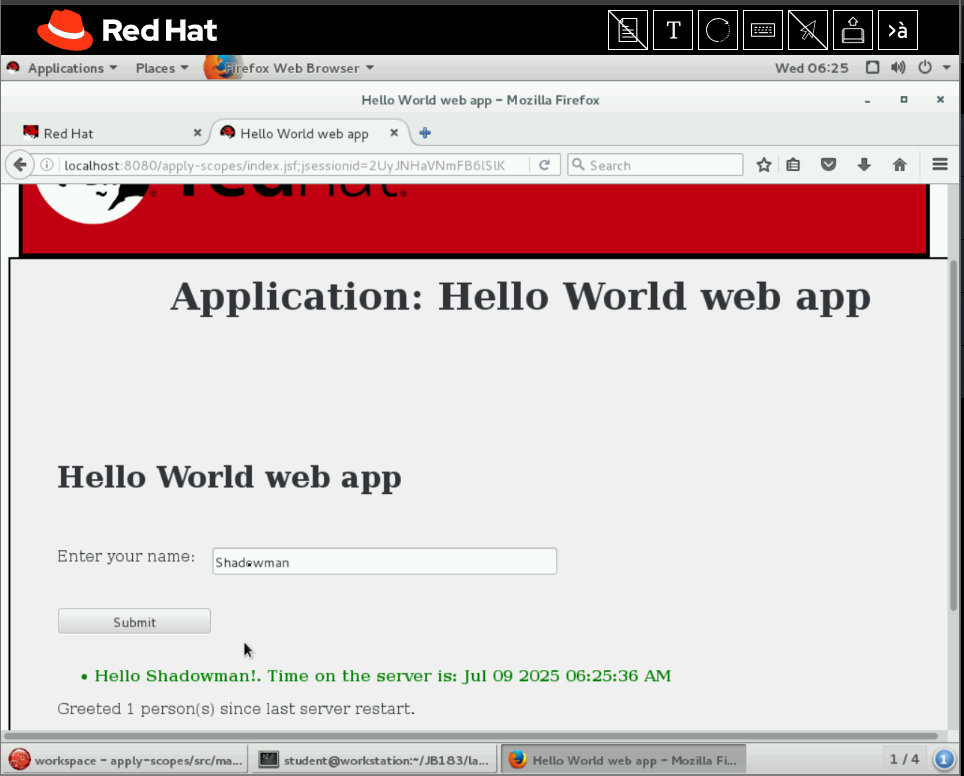 Red Hat
T
>à
Applications Places Firefox Web Browser Wed 06:25
Hello World web app - Mozilla Firefox
Red Hat Hello World web app
localhost:8080/apply-scopes/index.jsf;jsessionid=2UyJNHaVNmFB6lSlK Search
redhat.
Application: Hello World web app
Hello World web app
Enter your name: Shadowman
Submit
• Hello Shadowman!. Time on the server is: Jul 09 2025 06:25:36 AM
Greeted 1 person(s) since last server restart.
workspace - apply-scopes/src/ma... student@workstation:~/JB183/la... Hello World web app - Mozilla Fi... 1 / 4 1